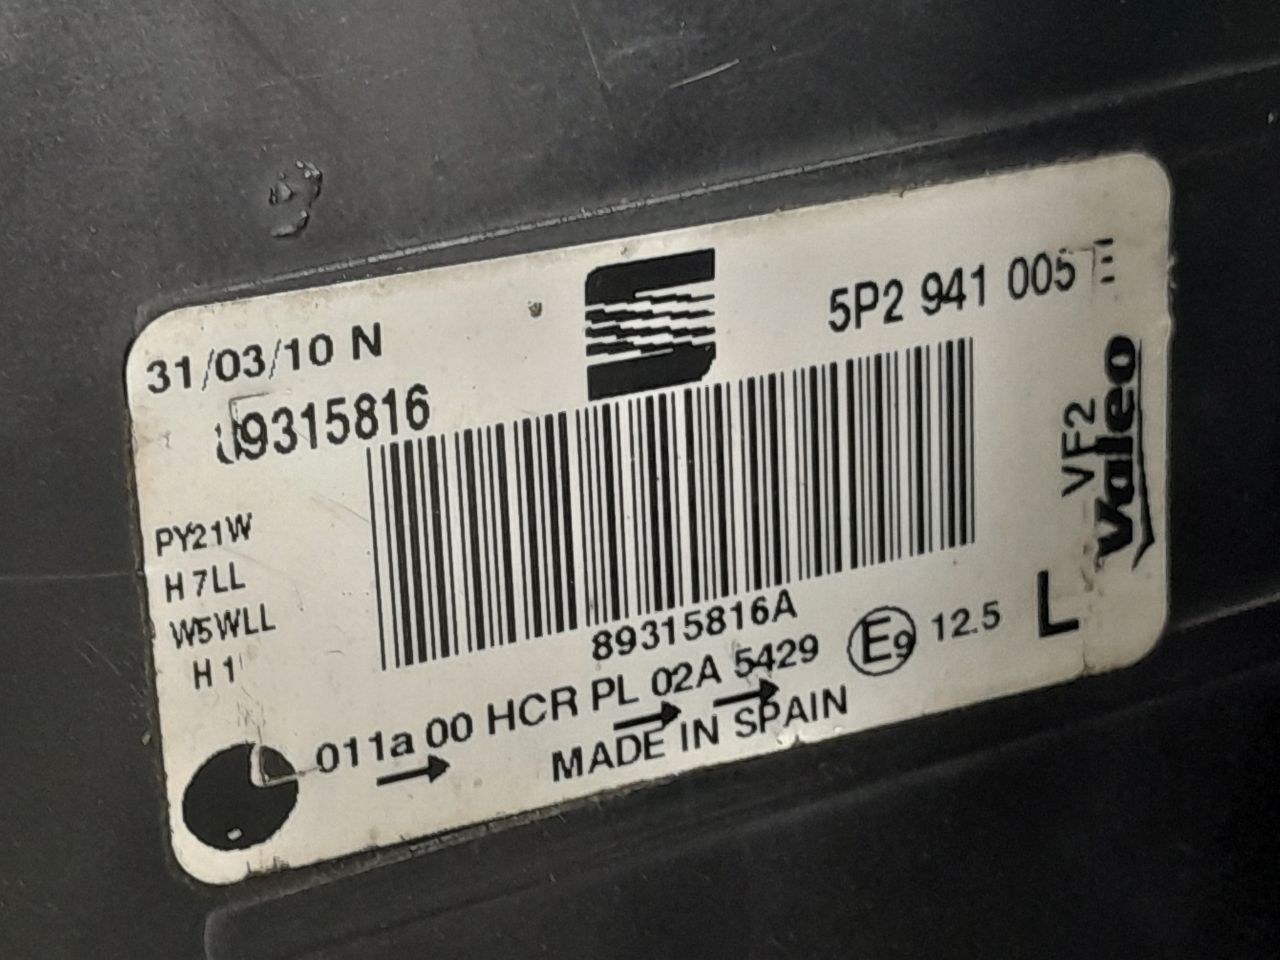 31/03/10 N
5P2 941 005
89315816
PY21W
H7LL
W5WLL
H1
VF2
Valeo
89315816A
011a 00 HCR PL 02A 5429 E9 12.5
L
MADE IN SPAIN